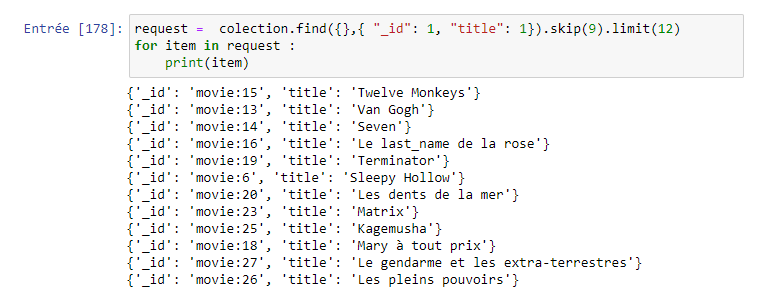 Entrée [178]: request =  colection.find({},{ "_id": 1, "title": 1}).skip(9).limit(12)
for item in request :
    print(item)
{'_id': 'movie:15', 'title': 'Twelve Monkeys'}
{'_id': 'movie:13', 'title': 'Van Gogh'}
{'_id': 'movie:14', 'title': 'Seven'}
{'_id': 'movie:16', 'title': 'Le last_name de la rose'}
{'_id': 'movie:19', 'title': 'Terminator'}
{'_id': 'movie:6', 'title': 'Sleepy Hollow'}
{'_id': 'movie:20', 'title': 'Les dents de la mer'}
{'_id': 'movie:23', 'title': 'Matrix'}
{'_id': 'movie:25', 'title': 'Kagemusha'}
{'_id': 'movie:18', 'title': 'Mary à tout prix'}
{'_id': 'movie:27', 'title': 'Le gendarme et les extra-terrestres'}
{'_id': 'movie:26', 'title': 'Les pleins pouvoirs'}